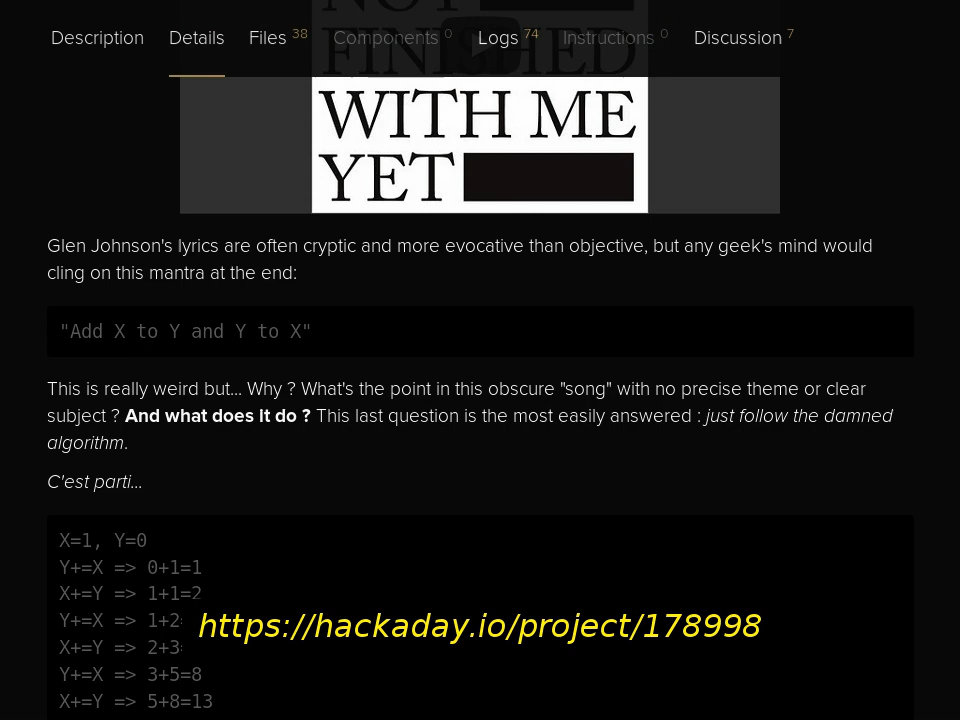 NOT
FINISHED
Description Details Files 38 Components 0 Logs 74 Instructions 0 Discussion 7
WITH ME
YET
Glen Johnson's lyrics are often cryptic and more evocative than objective, but any geek's mind would
cling on this mantra at the end:
"Add X to Y and Y to X"
This is really weird but... Why ? What's the point in this obscure "song" with no precise theme or clear
subject ? And what does it do ? This last question is the most easily answered : just follow the damned
algorithm.
C'est parti...
X=1, Y=0
Y+=X => 0+1=1
X+=Y => 1+1=2
Y+=X => 1+2
X+=Y => 2+3
https://hackaday.io/project/178998
Y+=X => 3+5=8
X+=Y => 5+8=13